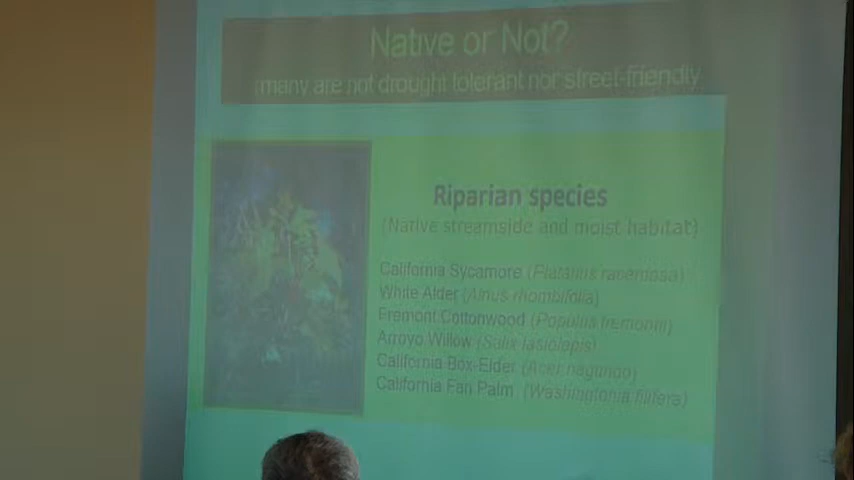 Native or Not?
many are not drought tolerant nor street-friendly
Riparian species
(Native streamside and moist habitat)
California Sycamore (Platanus racemosa)
White Alder (Alnus rhombifolia)
Fremont Cottonwood (Populus fremontii)
Arroyo Willow (Salix lasiolepis)
California Box-Elder (Acer negundo)
California Fan Palm (Washingtonia filifera)